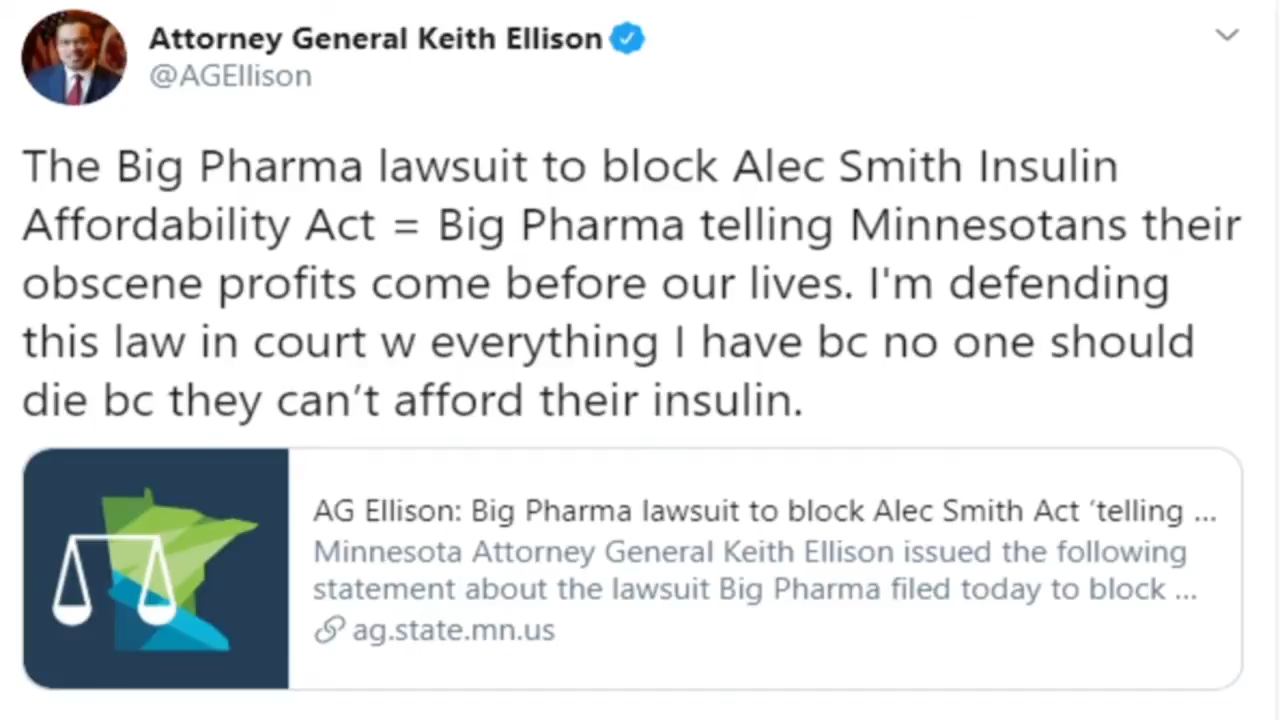 Attorney General Keith Ellison
@AGEllison
The Big Pharma lawsuit to block Alec Smith Insulin
Affordability Act = Big Pharma telling Minnesotans their
obscene profits come before our lives. I'm defending
this law in court w everything I have bc no one should
die bc they can’t afford their insulin.
AG Ellison: Big Pharma lawsuit to block Alec Smith Act ‘telling ...
Minnesota Attorney General Keith Ellison issued the following
statement about the lawsuit Big Pharma filed today to block ...
ag.state.mn.us